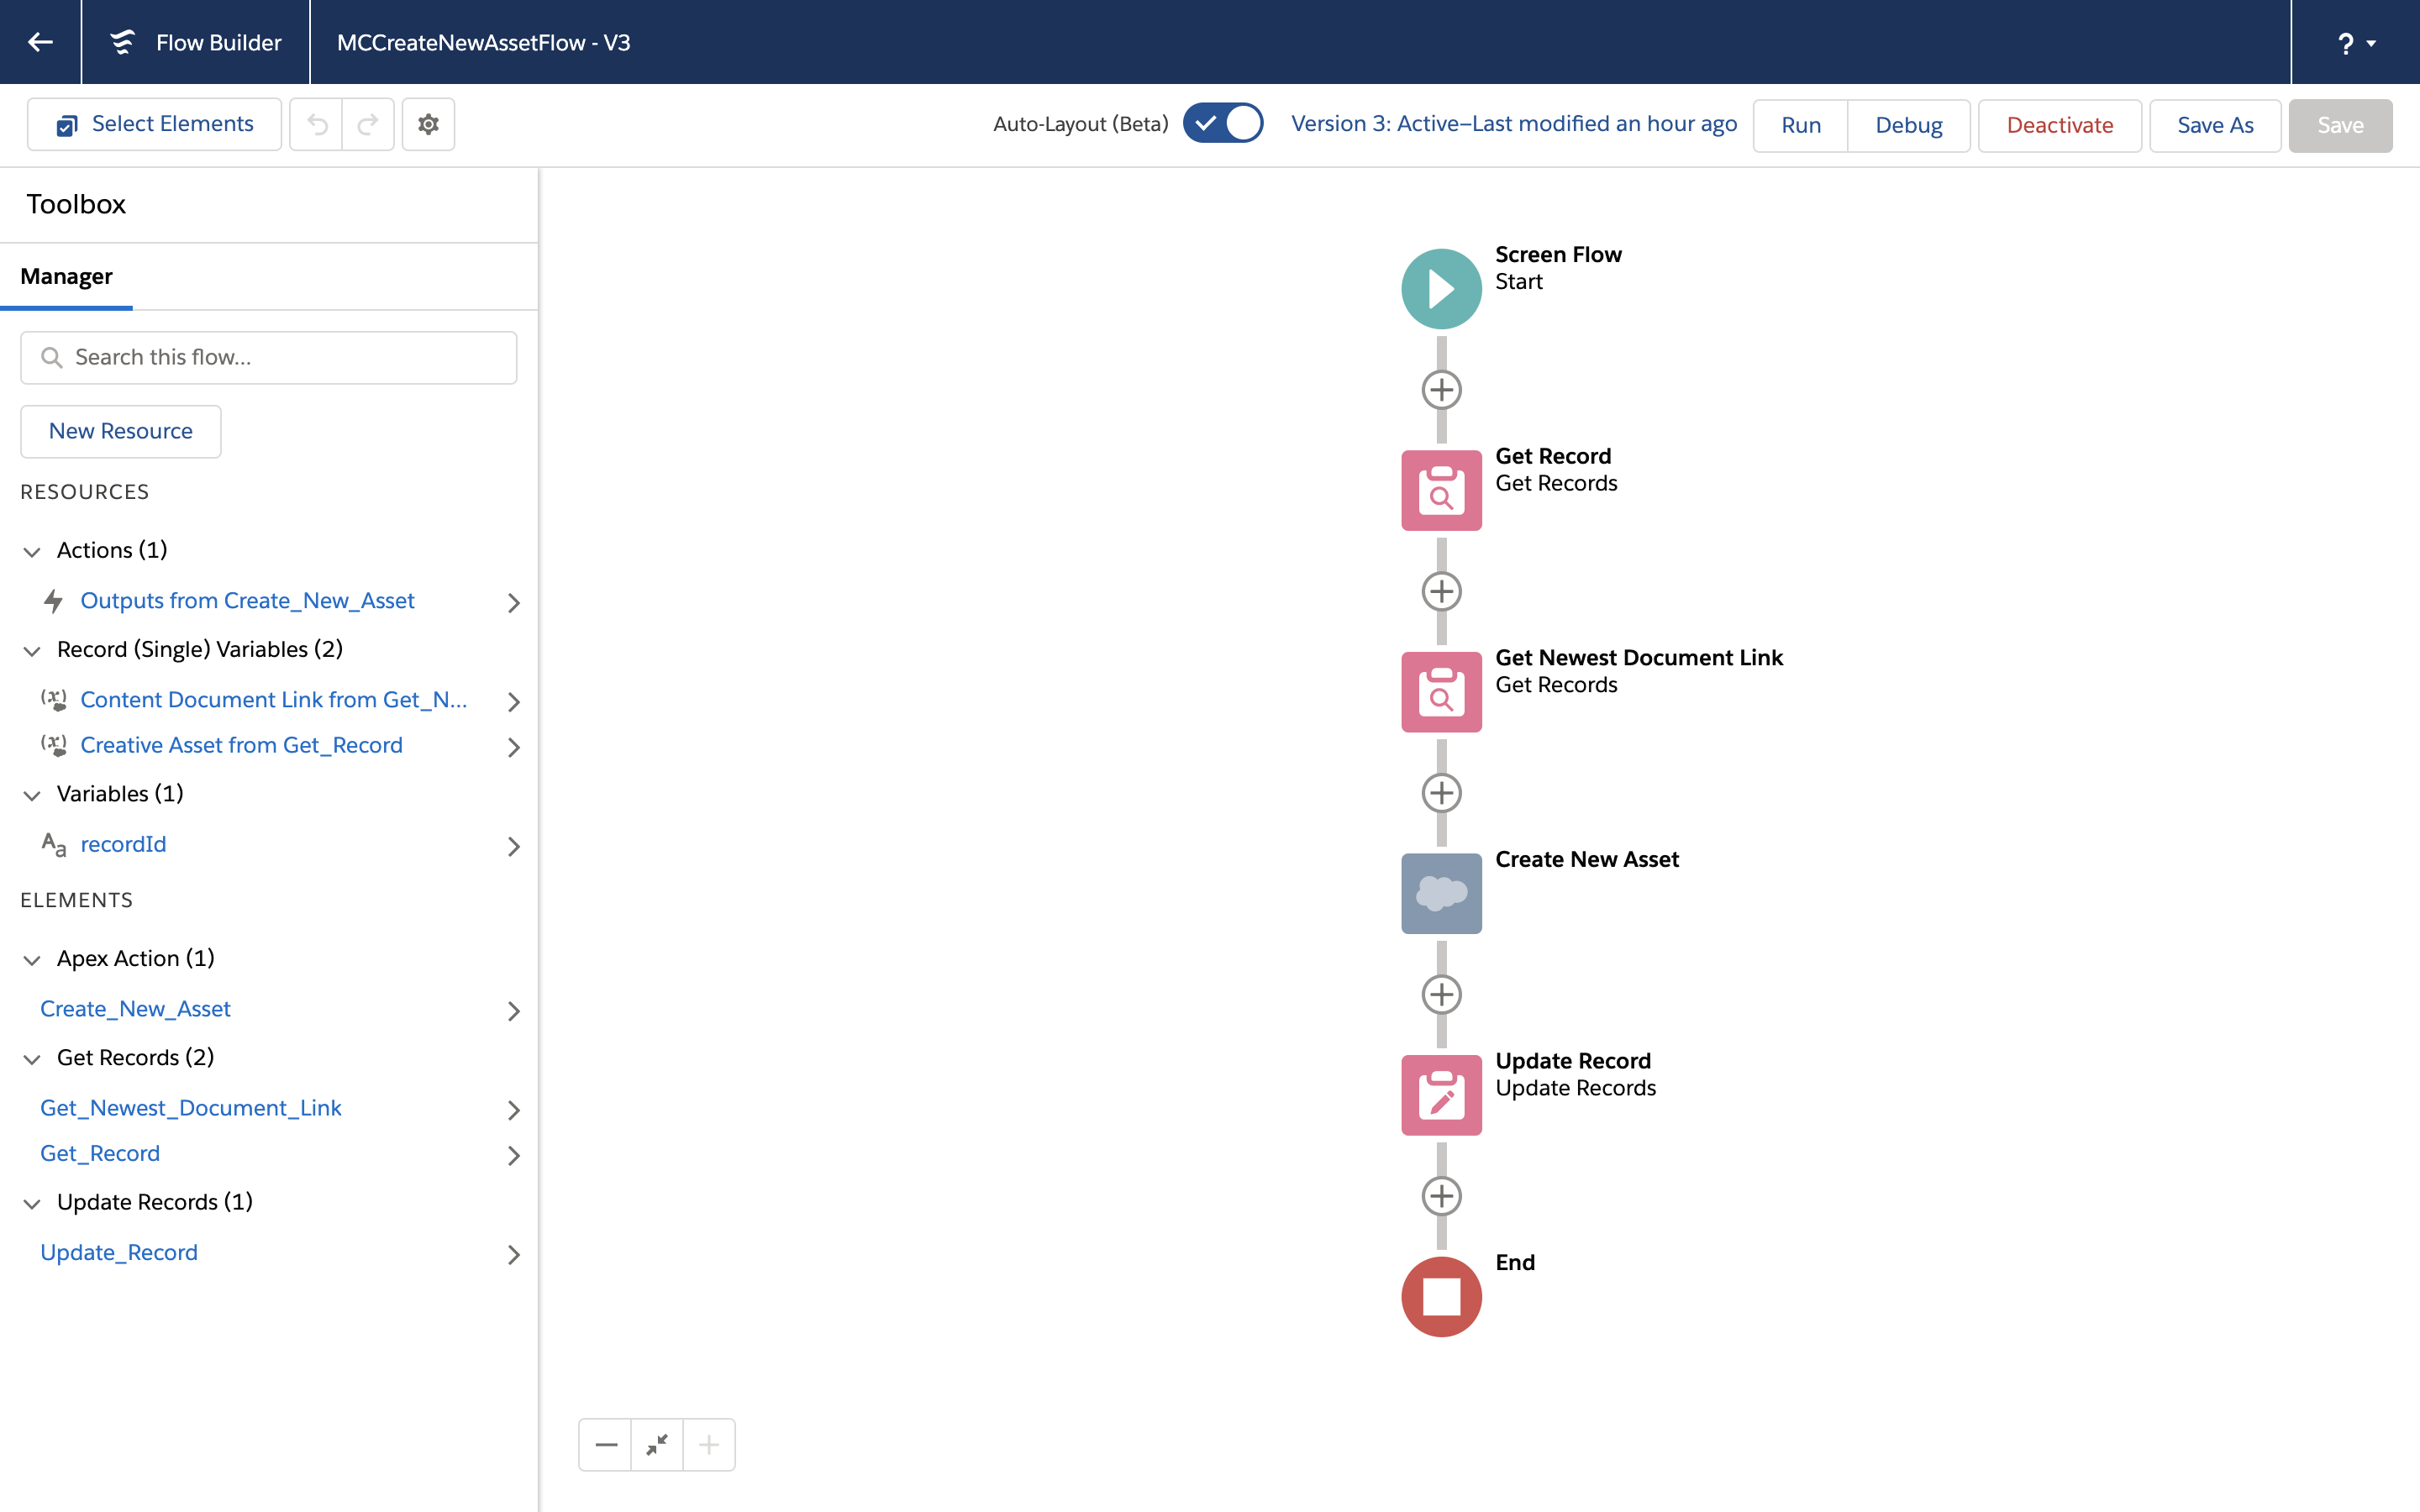 Flow Builder
MCCreateNewAssetFlow - V3
?
Select Elements
Auto-Layout (Beta)
Version 3: Active–Last modified an hour ago
Run
Debug
Deactivate
Save As
Save
Toolbox
Manager
Search this flow...
New Resource
RESOURCES
Actions (1)
Outputs from Create_New_Asset
Record (Single) Variables (2)
Content Document Link from Get_N...
Creative Asset from Get_Record
Variables (1)
Aa recordId
ELEMENTS
Apex Action (1)
Create_New_Asset
Get Records (2)
Get_Newest_Document_Link
Get_Record
Update Records (1)
Update_Record
Screen Flow
Start
Get Record
Get Records
Get Newest Document Link
Get Records
Create New Asset
Update Record
Update Records
End